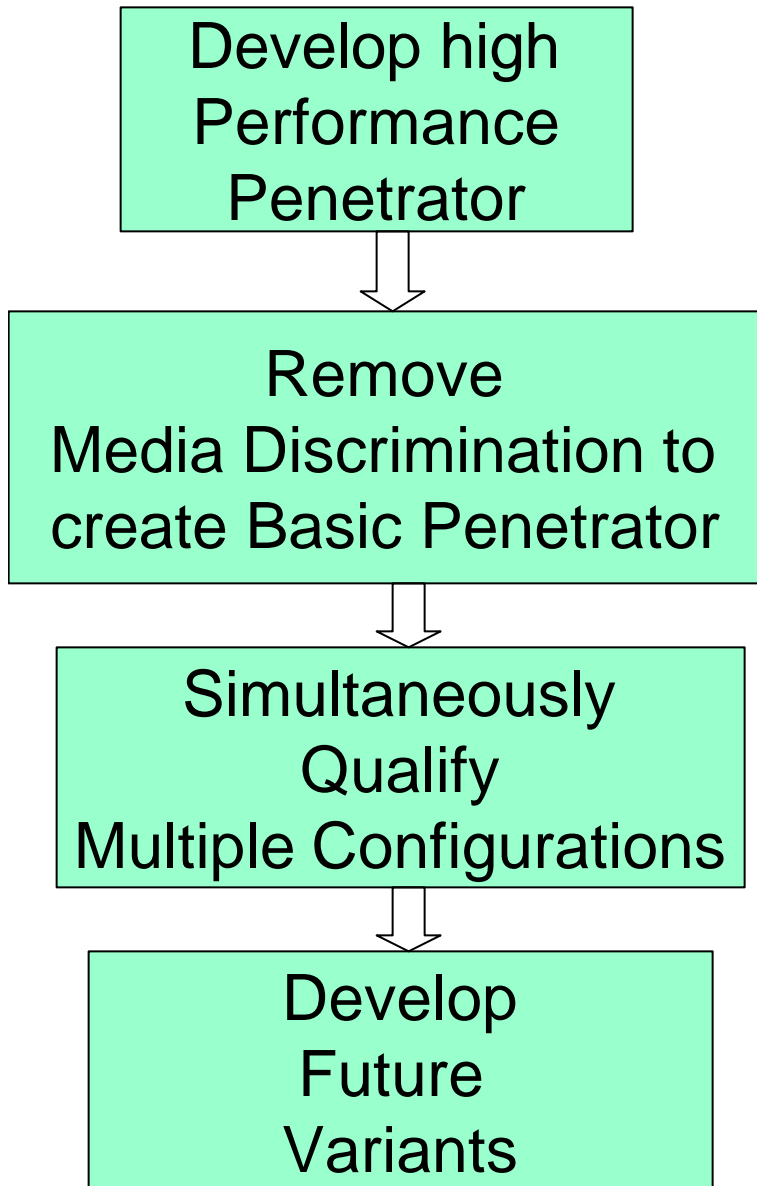 Develop high
Performance
Penetrator
Remove
Media Discrimination to
create Basic Penetrator
Simultaneously
Qualify
Multiple Configurations
Develop
Future
Variants